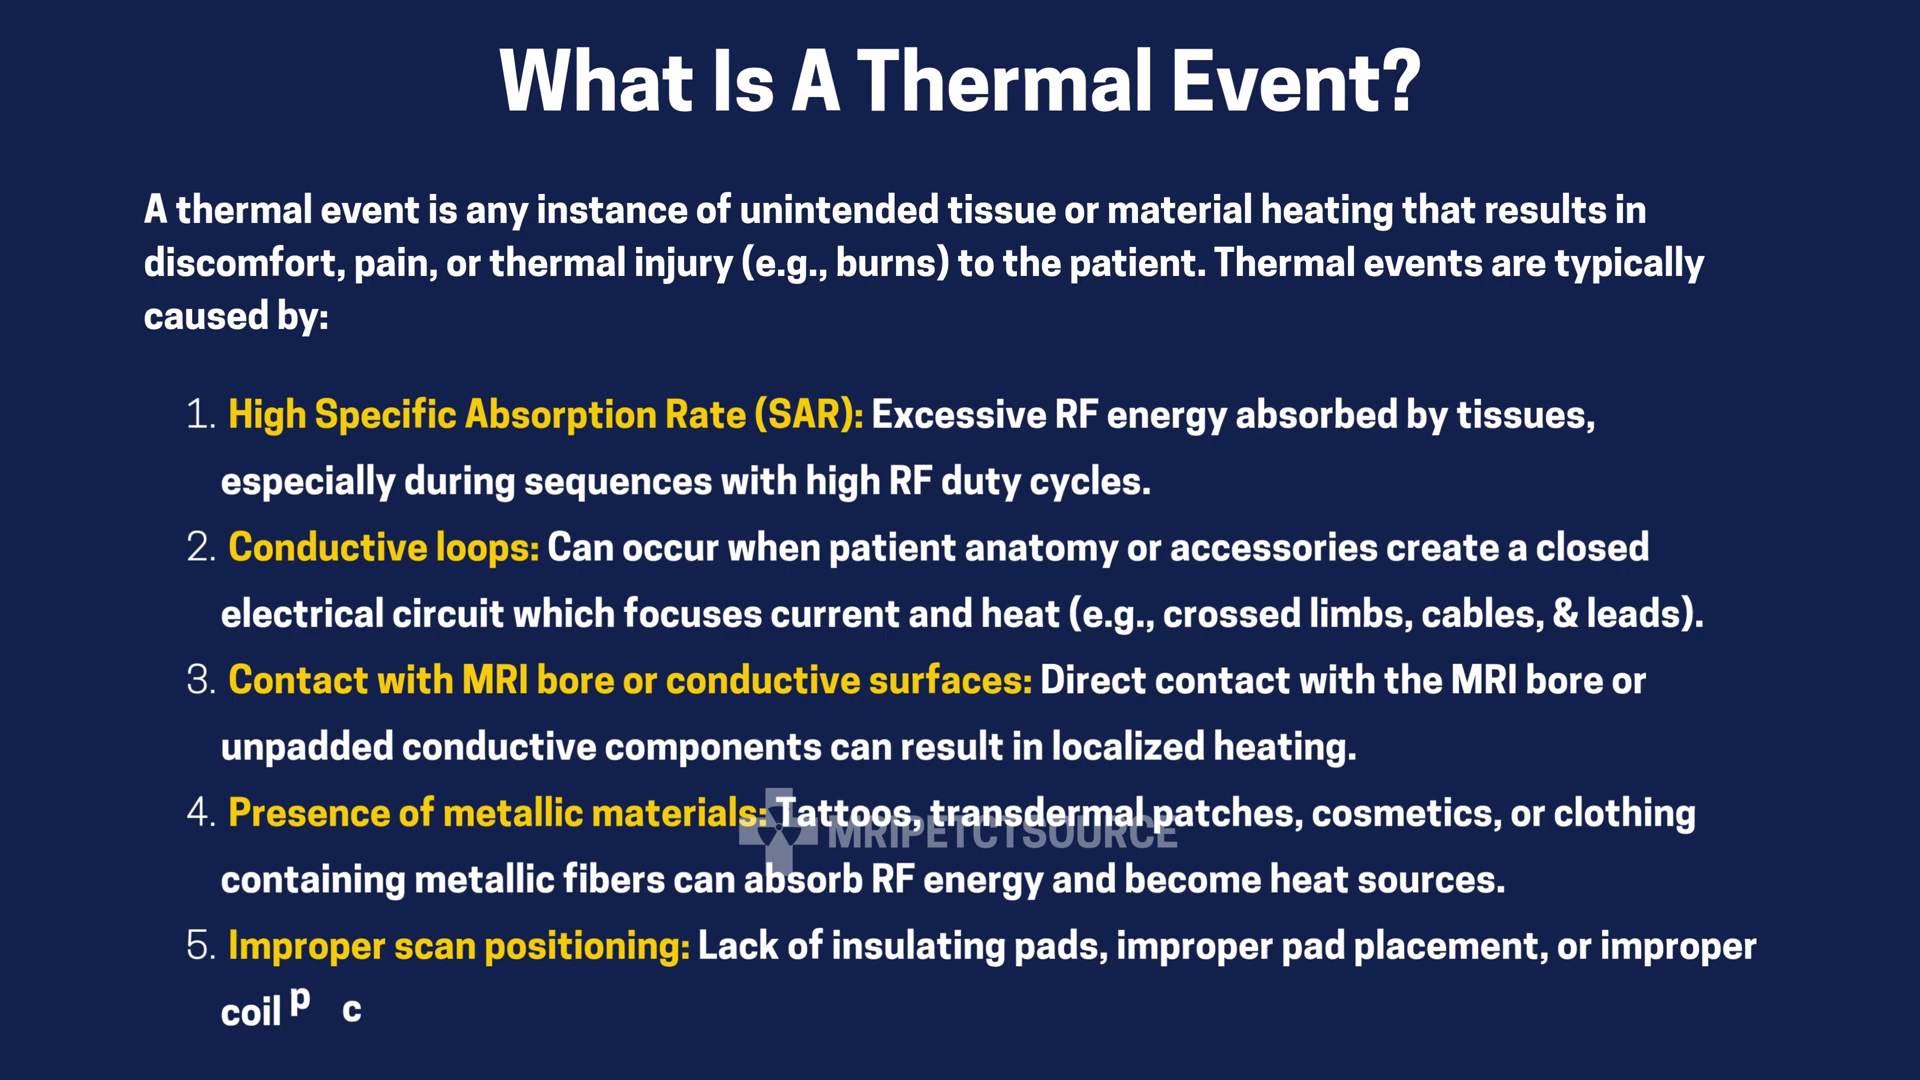 What Is A Thermal Event?
A thermal event is any instance of unintended tissue or material heating that results in
discomfort, pain, or thermal injury (e.g., burns) to the patient. Thermal events are typically
caused by:
1. High Specific Absorption Rate (SAR): Excessive RF energy absorbed by tissues,
especially during sequences with high RF duty cycles.
2. Conductive loops: Can occur when patient anatomy or accessories create a closed
electrical circuit which focuses current and heat (e.g., crossed limbs, cables, & leads).
3. Contact with MRI bore or conductive surfaces: Direct contact with the MRI bore or
unpadded conductive components can result in localized heating.
4. Presence of metallic materials: Tattoos, transdermal patches, cosmetics, or clothing
MRIPETCTSOURCE
containing metallic fibers can absorb RF energy and become heat sources.
5. Improper scan positioning: Lack of insulating pads, improper pad placement, or improper
coil p c